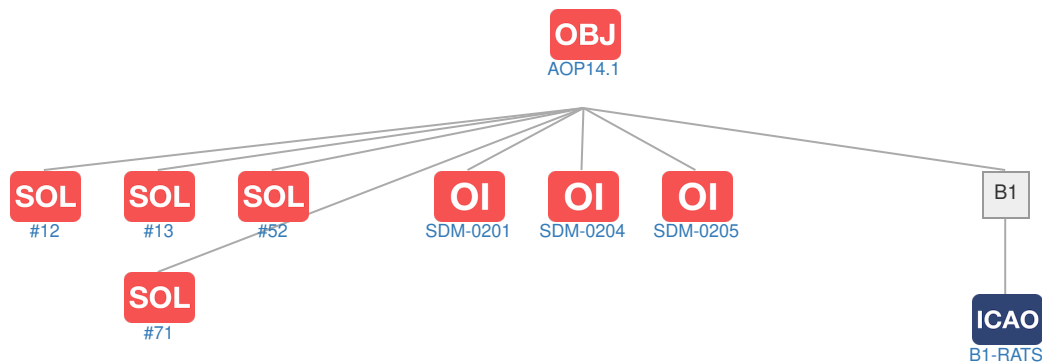 OBJ
AOP14.1
SOL
#12
SOL
#13
SOL
#52
OI
SDM-0201
OI
SDM-0204
OI
SDM-0205
B1
SOL
#71
ICAO
B1-RATS